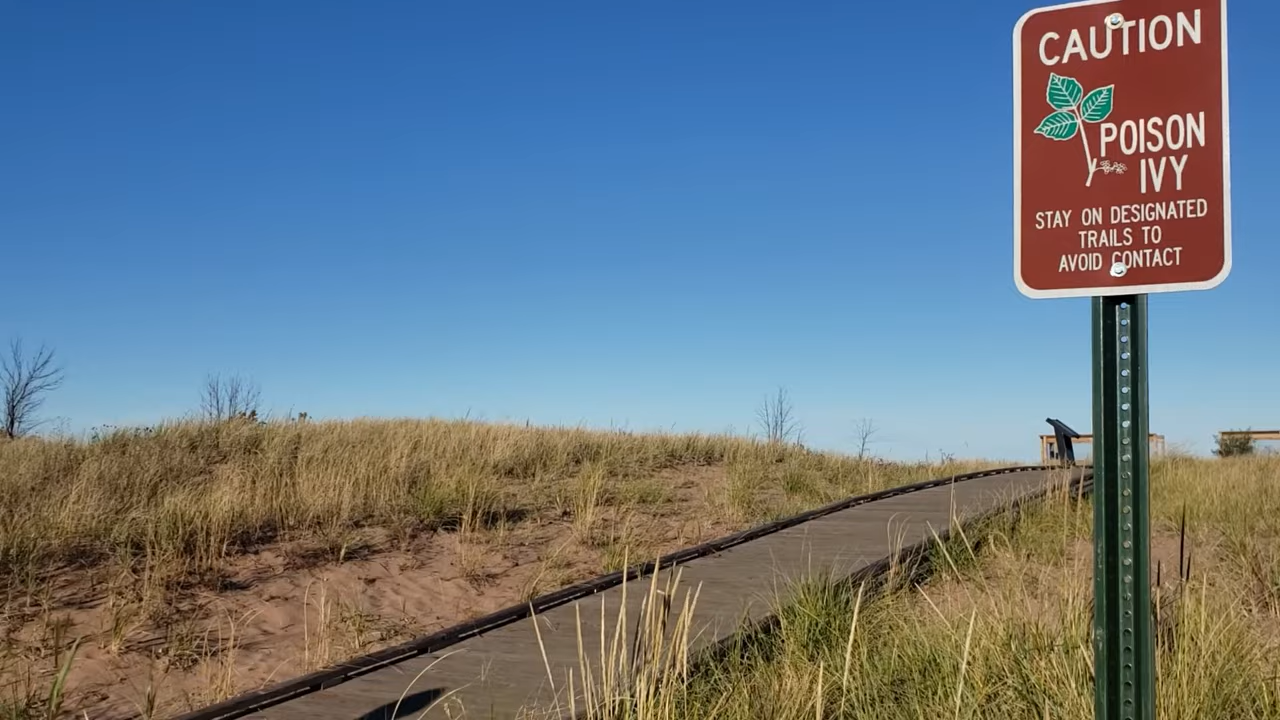 CAUTION
POISON
IVY
STAY ON DESIGNATED
TRAILS TO
AVOID CONTACT